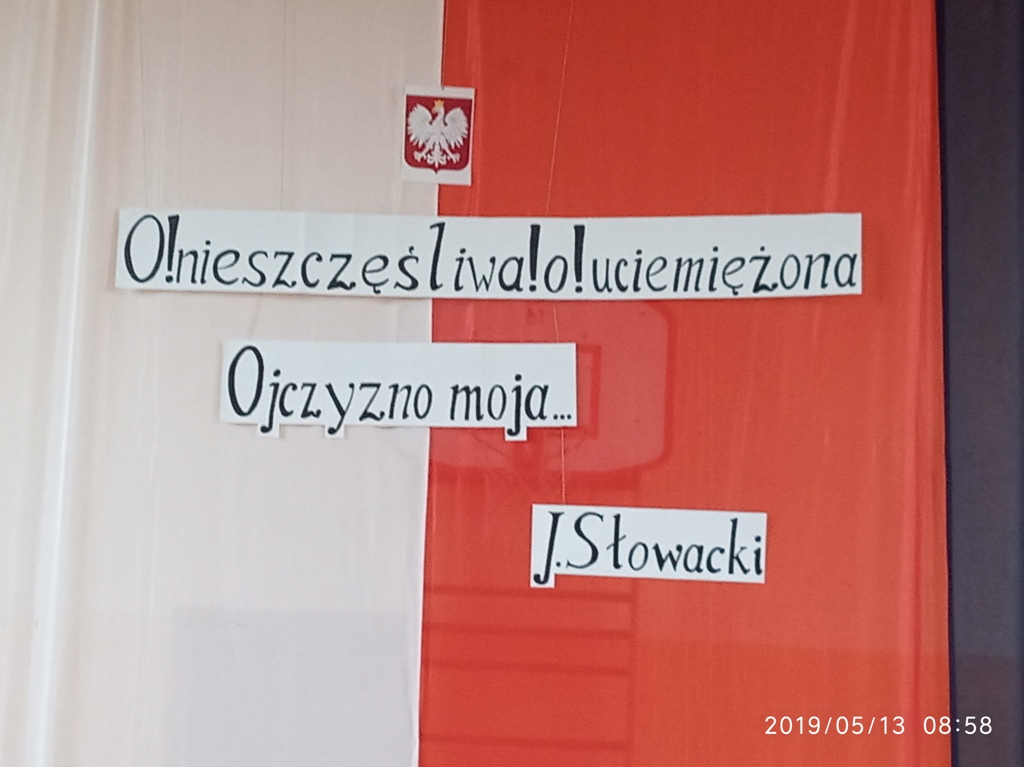 O! nieszczęśliwa! o! uciemiężona
Ojczyzno moja...
J. Słowacki
2019/05/13 08:58